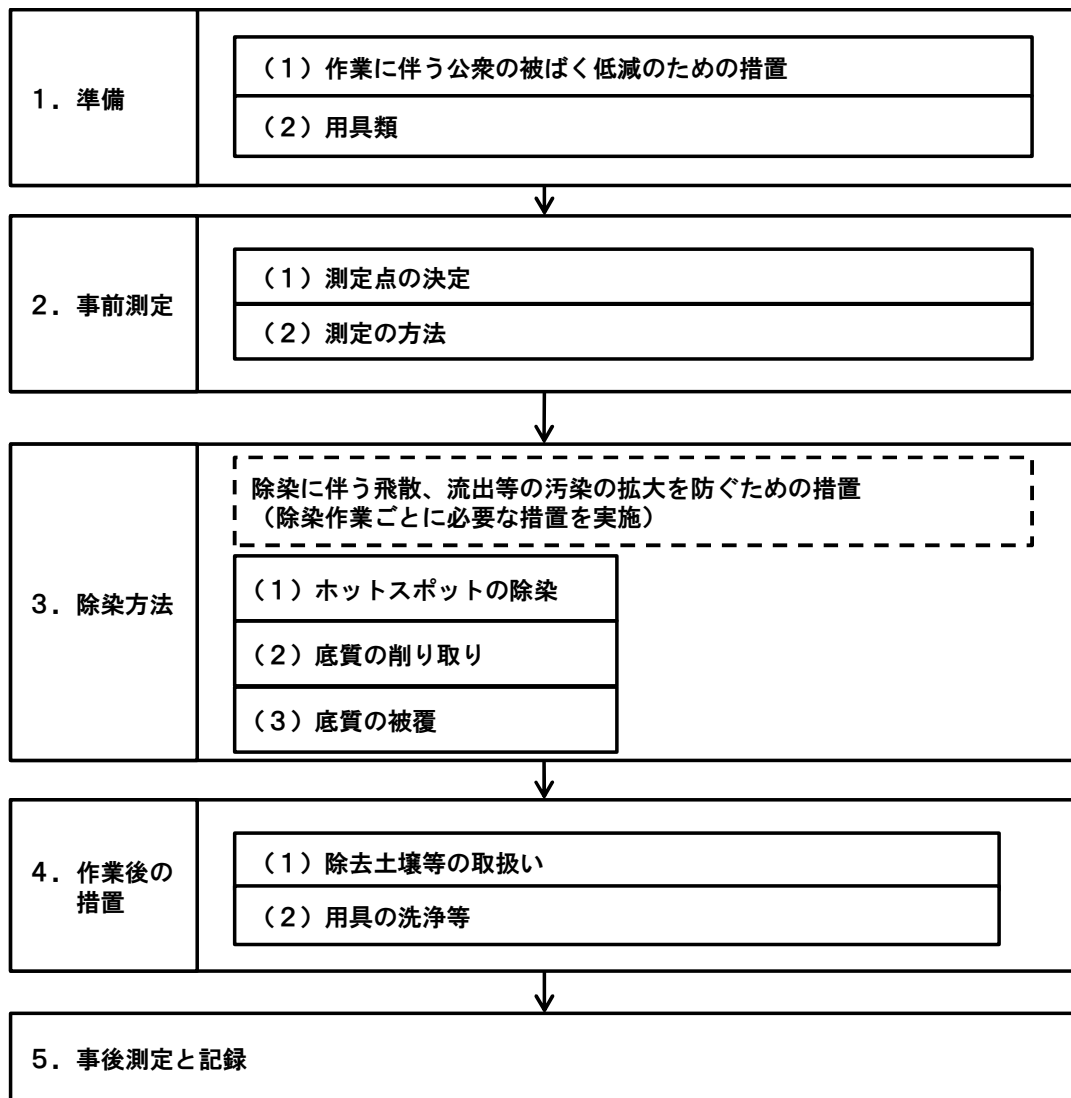 1．準備
（1）作業に伴う公衆の被ばく低減のための措置
（2）用具類
2．事前測定
（1）測定点の決定
（2）測定の方法
3．除染方法
除染に伴う飛散、流出等の汚染の拡大を防ぐための措置
（除染作業ごとに必要な措置を実施）
（1）ホットスポットの除染
（2）底質の削り取り
（3）底質の被覆
4．作業後の
措置
（1）除去土壌等の取扱い
（2）用具の洗浄等
5．事後測定と記録